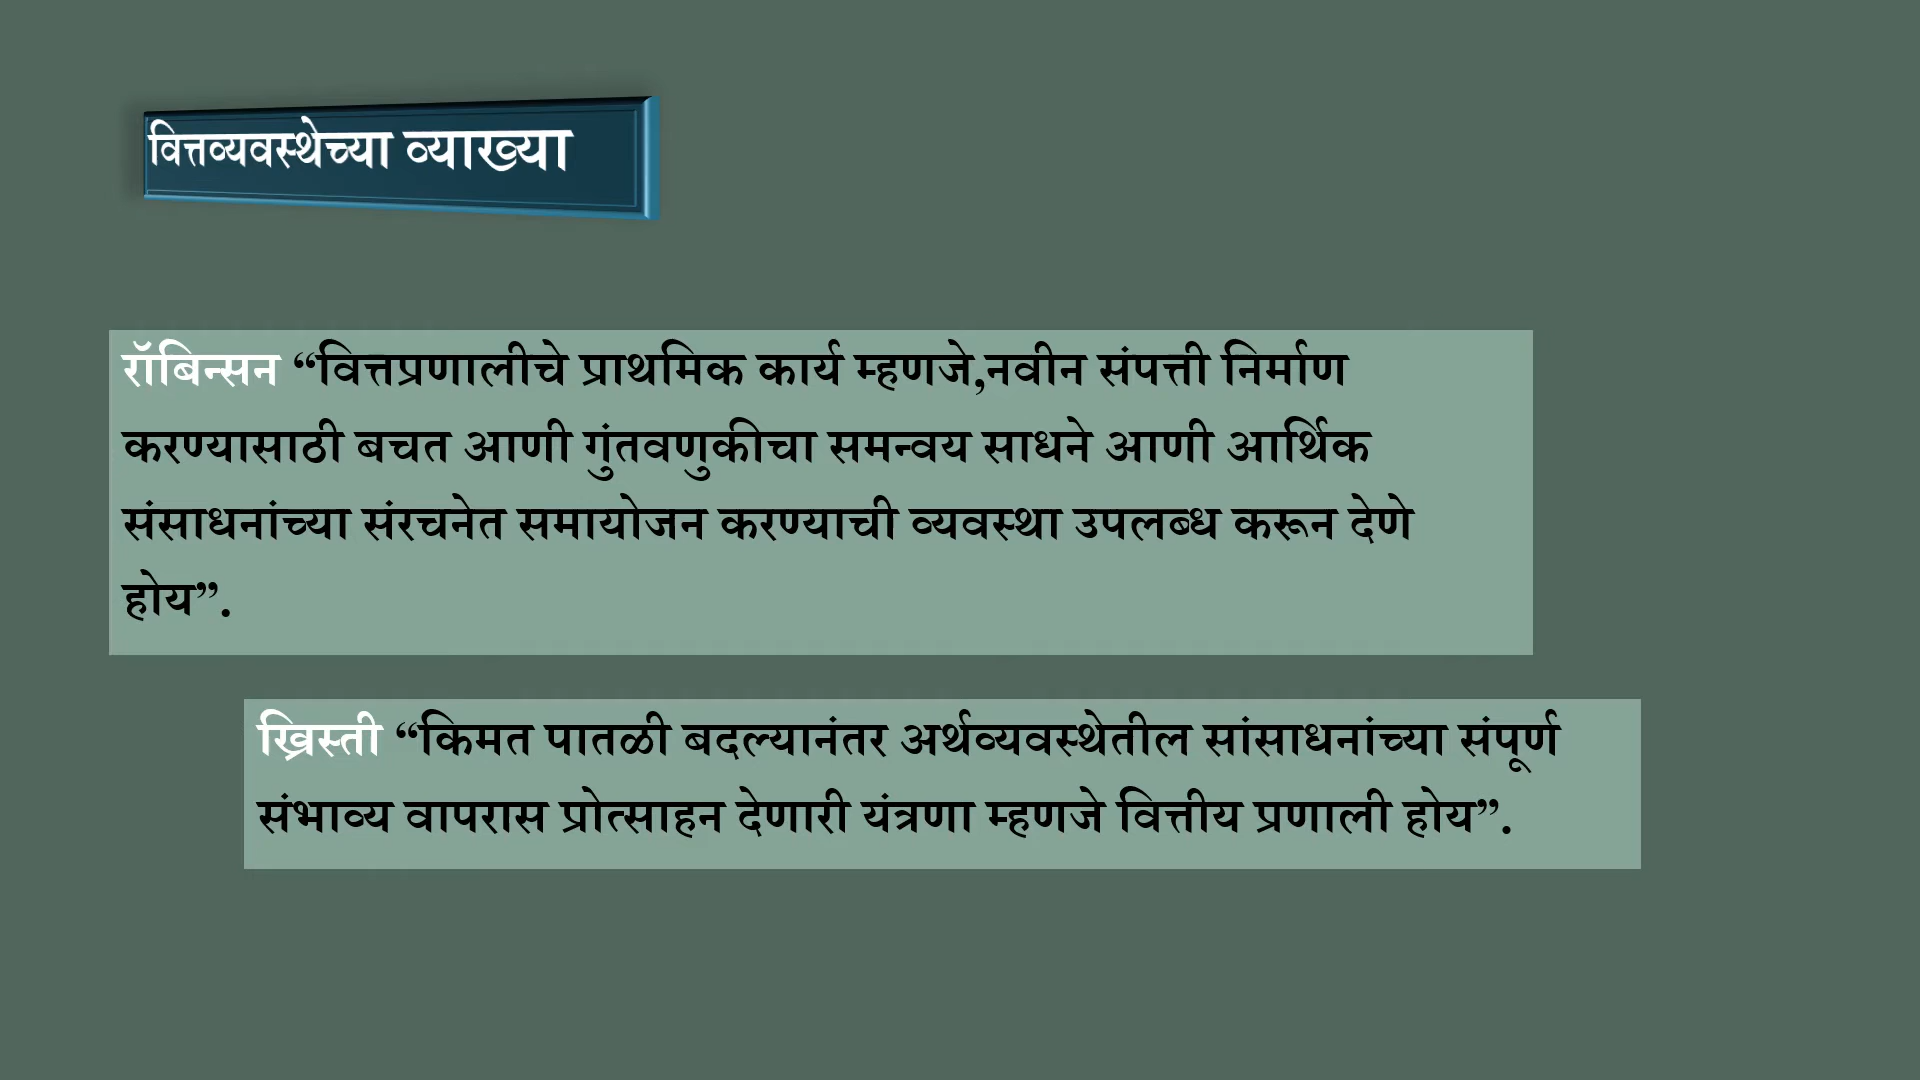 वित्तव्यवस्थेच्या व्याख्या
रॉबिन्सन “वित्तप्रणालीचे प्राथमिक कार्य म्हणजे,नवीन संपत्ती निर्माण
करण्यासाठी बचत आणी गुंतवणुकीचा समन्वय साधने आणी आर्थिक
संसाधनांच्या संरचनेत समायोजन करण्याची व्यवस्था उपलब्ध करून देणे
होय”.
ख्रिस्ती “किमत पातळी बदल्यानंतर अर्थव्यवस्थेतील सांसाधनांच्या संपूर्ण
संभाव्य वापरास प्रोत्साहन देणारी यंत्रणा म्हणजे वित्तीय प्रणाली होय”.